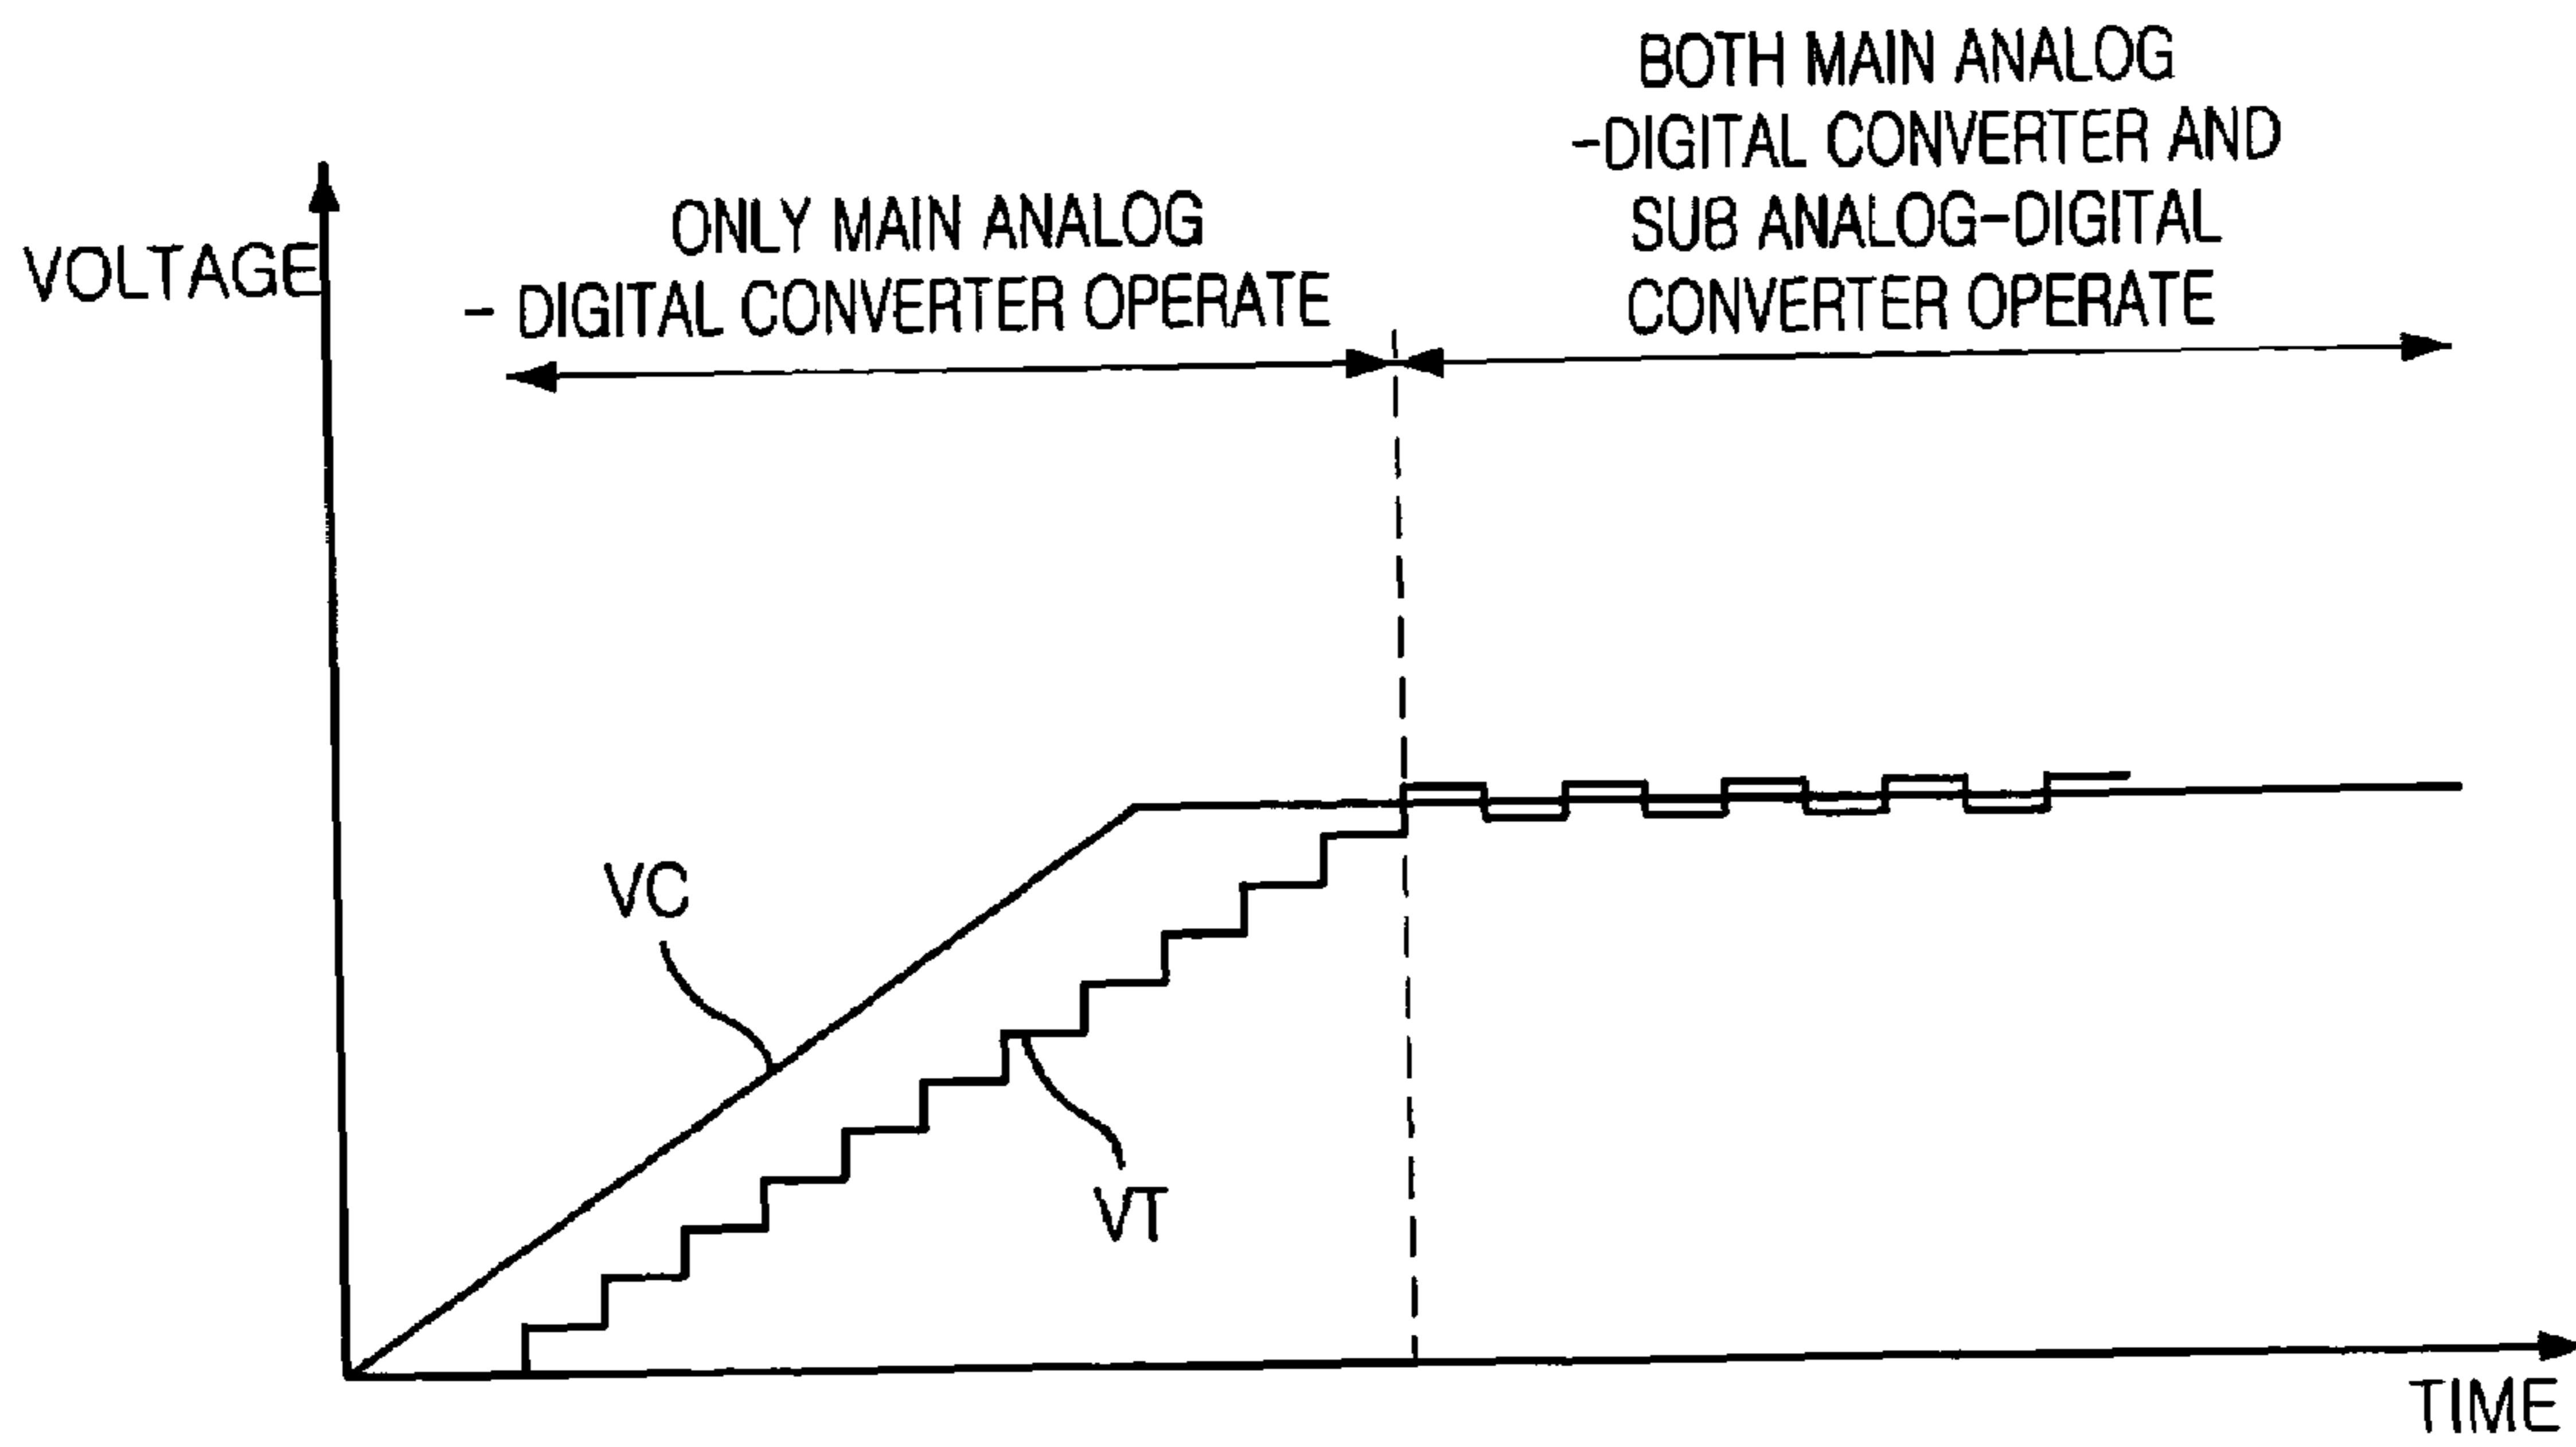 BOTH MAIN ANALOG
-DIGITAL CONVERTER AND
SUB ANALOG-DIGITAL
CONVERTER OPERATE
ONLY MAIN ANALOG
- DIGITAL CONVERTER OPERATE
VOLTAGE
VC
VT
TIME